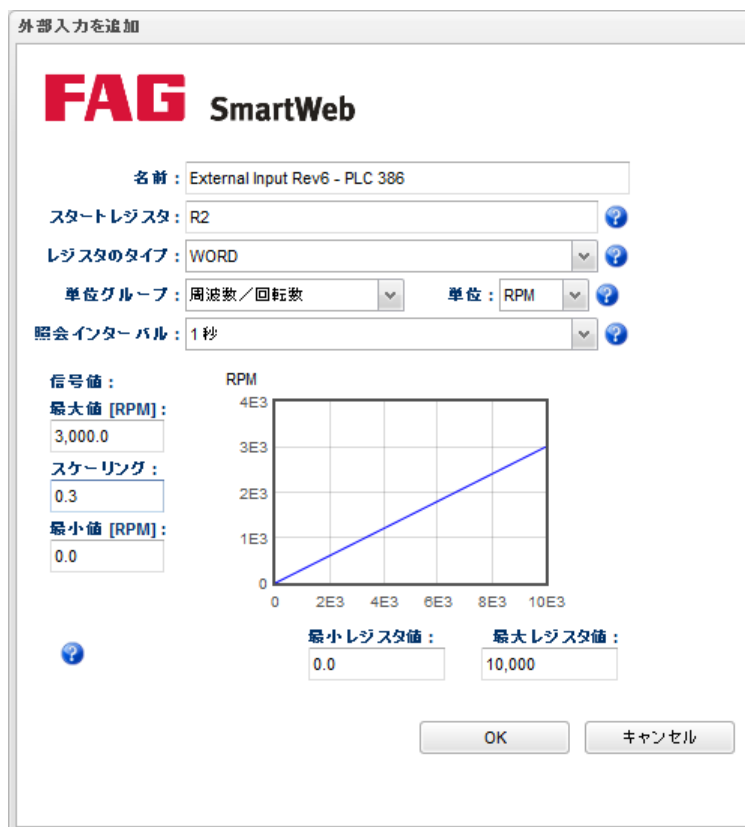 外部入力を追加
FAG SmartWeb
名前 : External Input Rev6 - PLC 386
スタートレジスタ : R2 ?
レジスタのタイプ : WORD ?
単位グループ : 周波数／回転数 単位 : RPM ?
照会インターバル : 1 秒 ?
信号値 :
最大値 [RPM] :
3,000.0
スケーリング :
0.3
最小値 [RPM] :
0.0
RPM
4E3
3E3
2E3
1E3
0
0 2E3 4E3 6E3 8E3 10E3
最小レジスタ値 : 最大レジスタ値 :
? 0.0 10,000
OK キャンセル